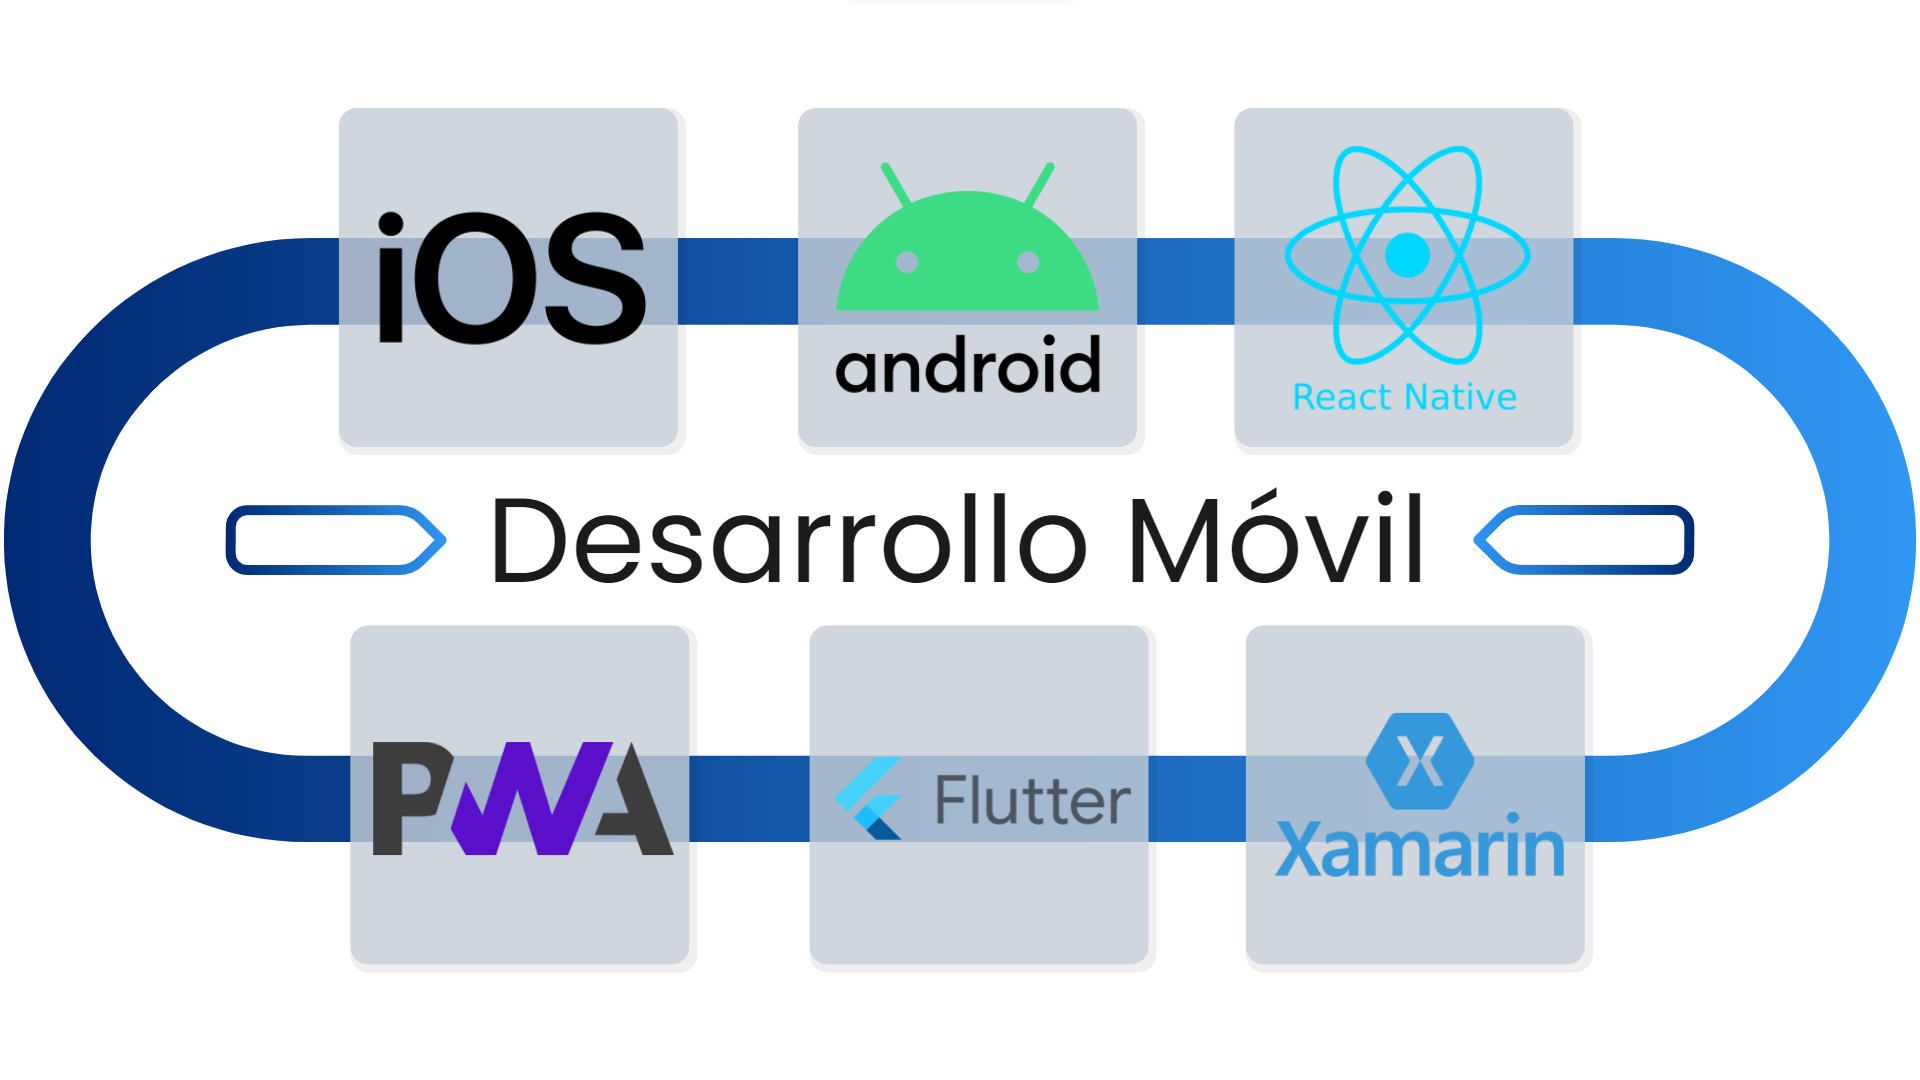 iOS
android
React Native
Desarrollo Móvil
PWA
Flutter
Xamarin